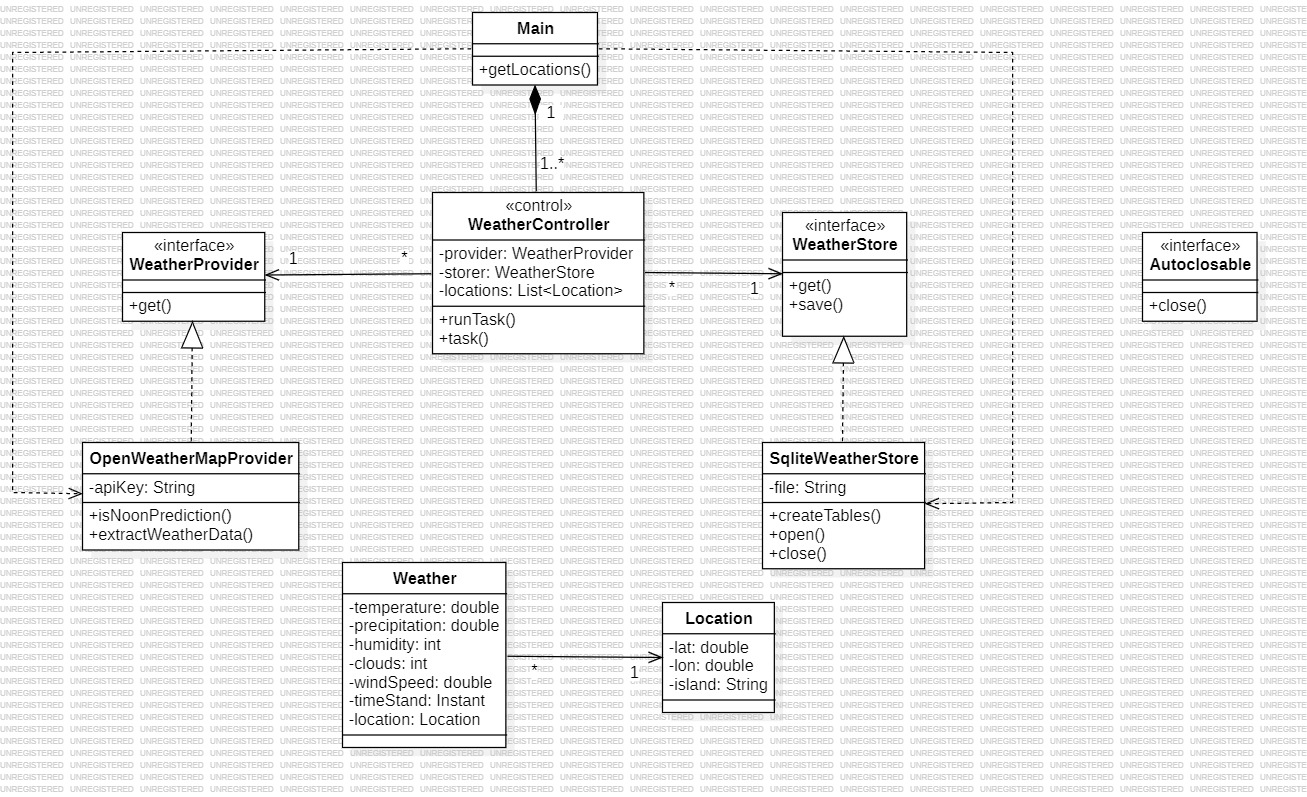 Main
+getLocations()
1
1..*
«control»
WeatherController
-provider: WeatherProvider
-storer: WeatherStore
-locations: List<Location>
+runTask()
+task()
1
*
*
1
«interface»
WeatherProvider
+get()
«interface»
WeatherStore
+get()
+save()
«interface»
Autoclosable
+close()
OpenWeatherMapProvider
-apiKey: String
+isNoonPrediction()
+extractWeatherData()
SqliteWeatherStore
-file: String
+createTables()
+open()
+close()
Weather
-temperature: double
-precipitation: double
-humidity: int
-clouds: int
-windSpeed: double
-timeStand: Instant
-location: Location
*
1
Location
-lat: double
-lon: double
-island: String
UNREGISTERED